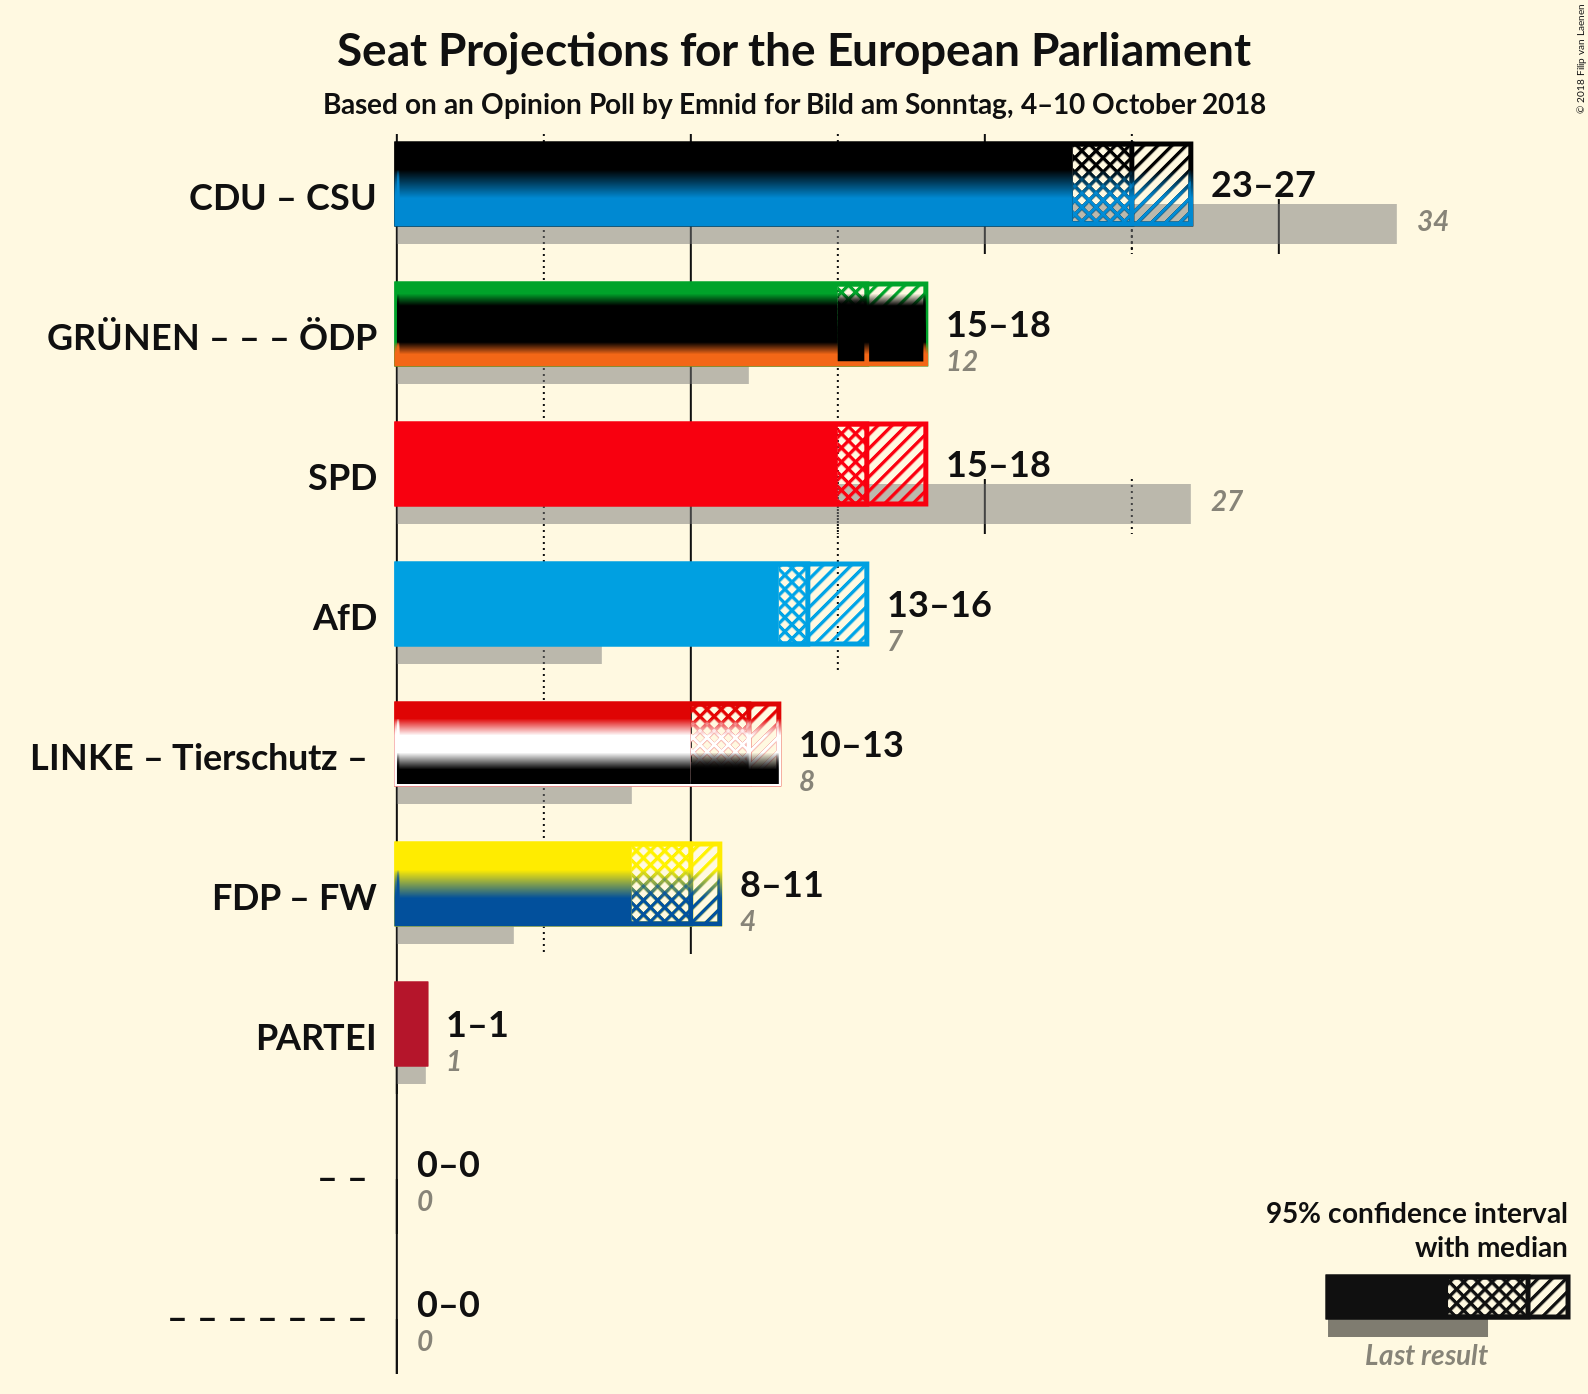 Seat Projections for the European Parliament
Based on an Opinion Poll by Emnid for Bild am Sonntag, 4–10 October 2018
© 2018 Filip van Laenen
CDU – CSU
23–27
34
GRÜNEN – – – ÖDP
15–18
12
SPD
15–18
27
AfD
13–16
7
LINKE – Tierschutz –
10–13
8
FDP – FW
8–11
4
PARTEI
1–1
1
– –
0–0
0
– – – – – – –
0–0
0
95% confidence interval
with median
Last result